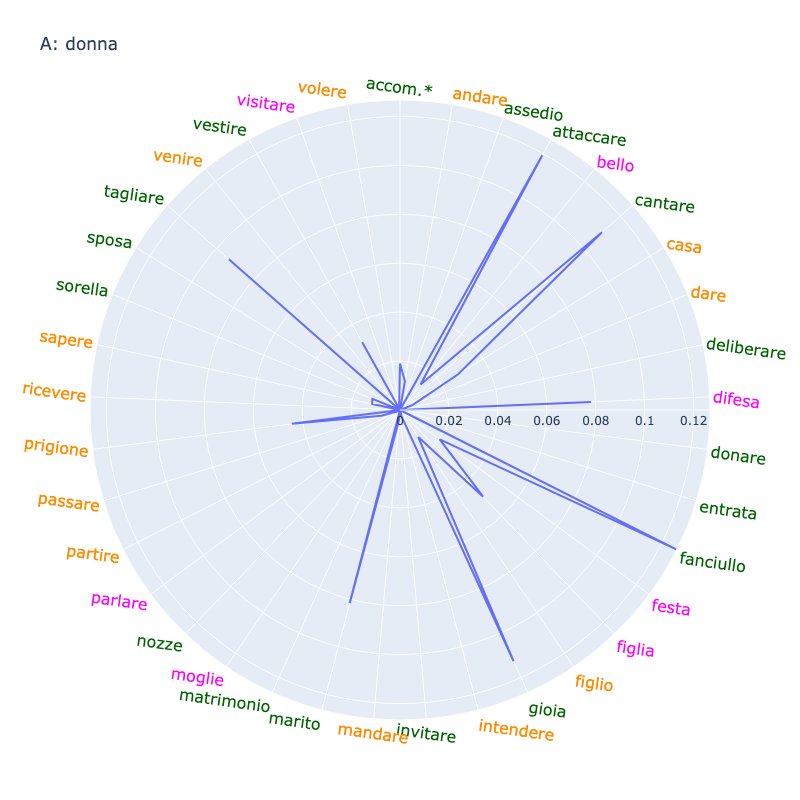 A: donna
accom.*
andare
assedio
attaccare
bello
cantare
casa
dare
deliberare
difesa
donare
entrata
fanciullo
festa
figlia
figlio
gioia
intendere
invitare
mandare
marito
matrimonio
moglie
nozze
parlare
partire
passare
prigione
ricevere
sapere
sorella
sposa
tagliare
venire
vestire
visitare
volere
0 0.02 0.04 0.06 0.08 0.1 0.12